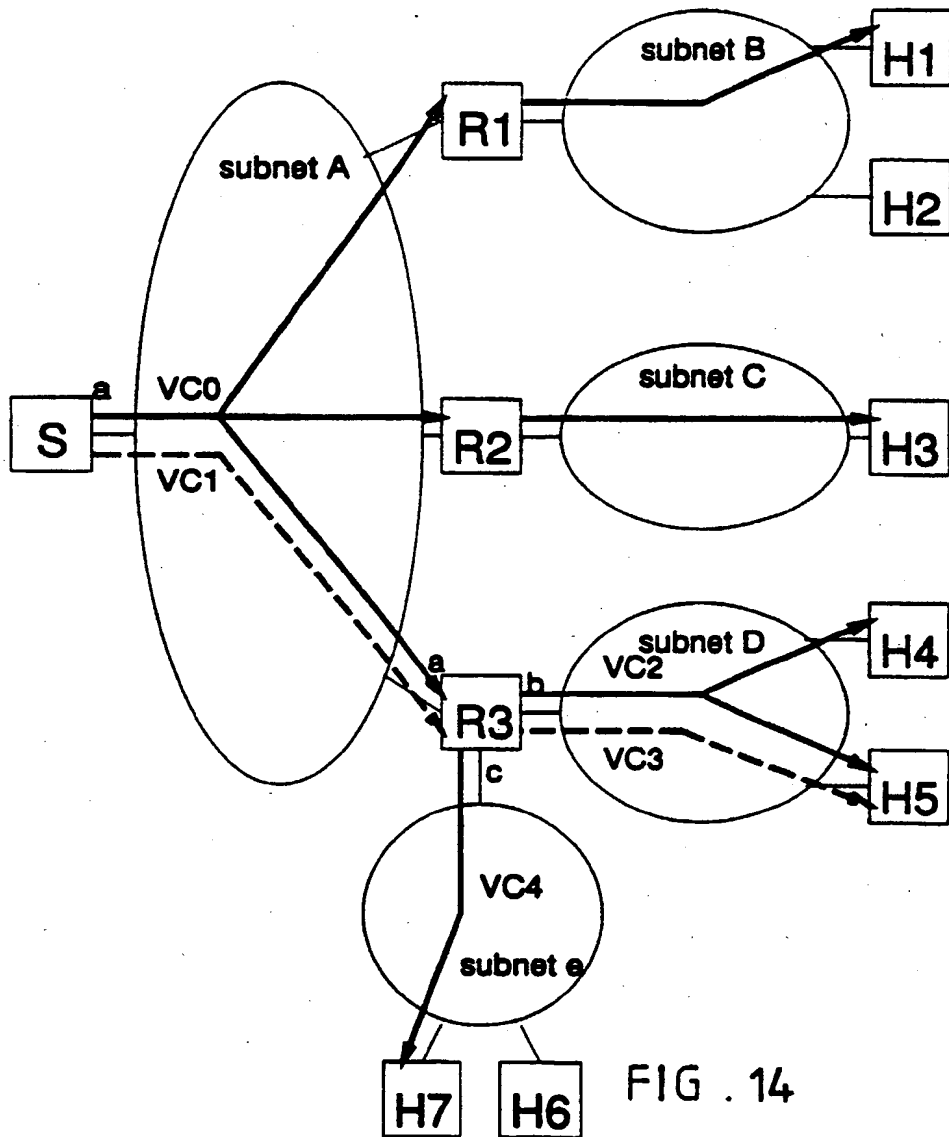 subnet B
H1
R1
subnet A
H2
a
VC0
subnet C
S
R2
H3
VC1
subnet D
H4
a
b
VC2
R3
VC3
c
H5
VC4
subnet e
H7
H6
FIG . 14